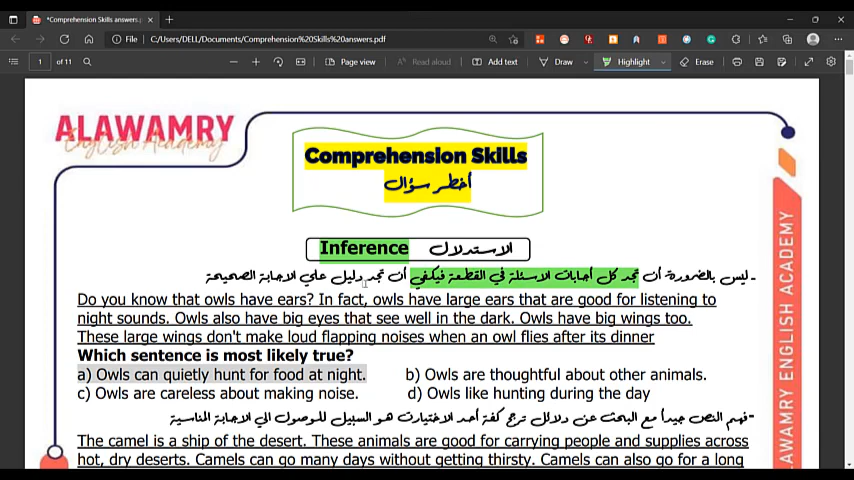 *Comprehension Skills answers.p
File
C:/Users/DELL/Documents/Comprehension%20Skills%20answers.pdf
1 of 11
Page view
Read aloud
Add text
Draw
Highlight
Erase
ALAWAMRY
English Academy
Comprehension Skills
أخطر سؤال
Inference الاستدلال
- ليس بالضرورة أن تجد كل أجابات الاسئلة في القطعة فيكفي أن تجد دليل علي الاجابة الصحيحة
Do you know that owls have ears? In fact, owls have large ears that are good for listening to
night sounds. Owls also have big eyes that see well in the dark. Owls have big wings too.
These large wings don't make loud flapping noises when an owl flies after its dinner
Which sentence is most likely true?
a) Owls can quietly hunt for food at night. b) Owls are thoughtful about other animals.
c) Owls are careless about making noise. d) Owls like hunting during the day
- فهم النص جيداً مع البحث عن دلائل ترجح كفة أحد الاختيارت هو السبيل للوصول الي الاجابة المناسبة
The camel is a ship of the desert. These animals are good for carrying people and supplies across
hot, dry deserts. Camels can go many days without getting thirsty. Camels can also go for a long
ALAWAMRY ENGLISH ACADEMY